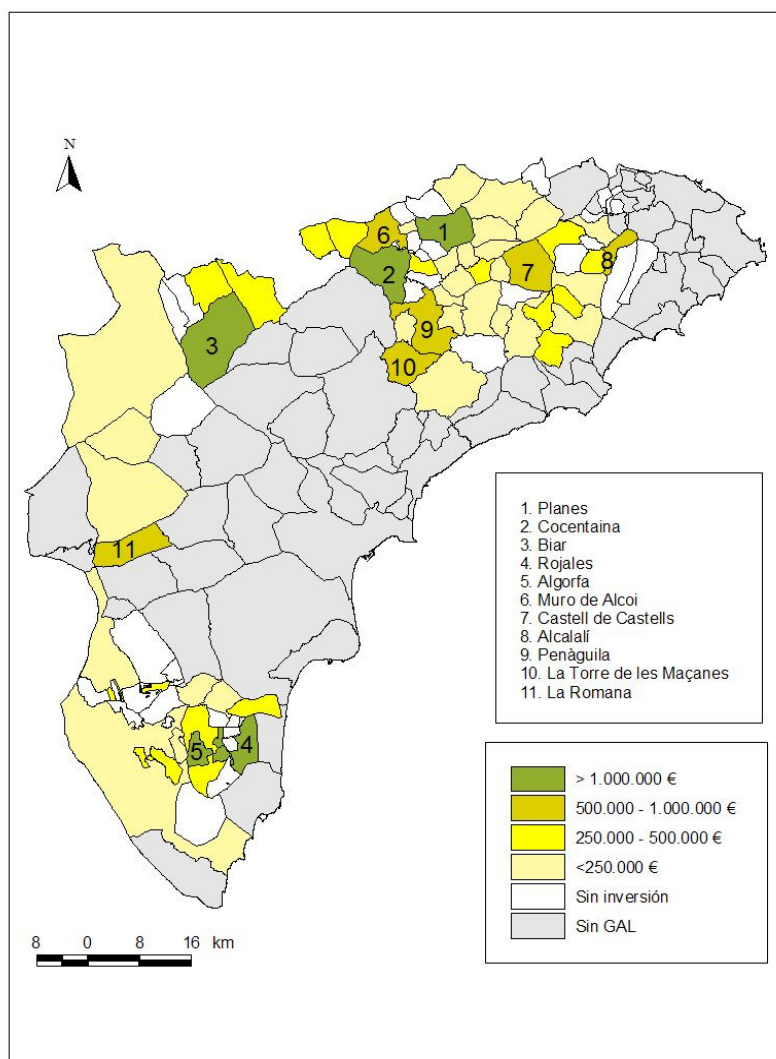 N
1
6
2
7
8
3
9
10
11
5
4
1. Planes
2. Cocentaina
3. Biar
4. Rojales
5. Algorfa
6. Muro de Alcoi
7. Castell de Castells
8. Alcalalí
9. Penàguila
10. La Torre de les Maçanes
11. La Romana
> 1.000.000 €
500.000 - 1.000.000 €
250.000 - 500.000 €
<250.000 €
Sin inversión
Sin GAL
8 0 8 16 km